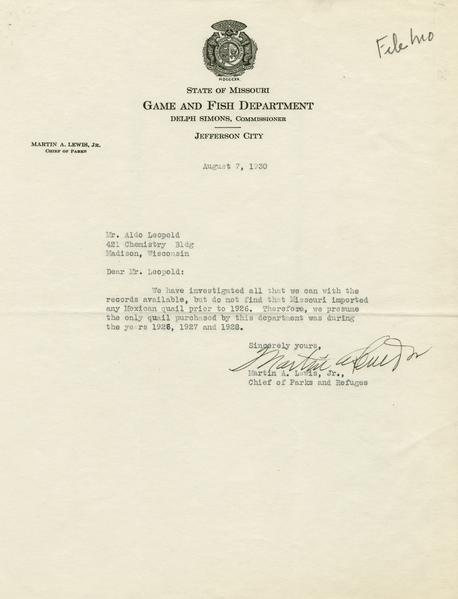 File Mo
MDCCCXX
STATE OF MISSOURI
GAME AND FISH DEPARTMENT
DELPH SIMONS, COMMISSIONER
JEFFERSON CITY
MARTIN A. LEWIS, JR.
CHIEF OF PARKS
August 7, 1930
Mr. Aldo Leopold
421 Chemistry Bldg
Madison, Wisconsin
Dear Mr. Leopold:
We have investigated all that we can with the
records available, but do not find that Missouri imported
any Mexican quail prior to 1926. Therefore, we presume
the only quail purchased by this department was during
the years 1926, 1927 and 1928.
Sincerely yours,
Martin A. Lewis Jr
Martin A. Lewis, Jr.,
Chief of Parks and Refuges